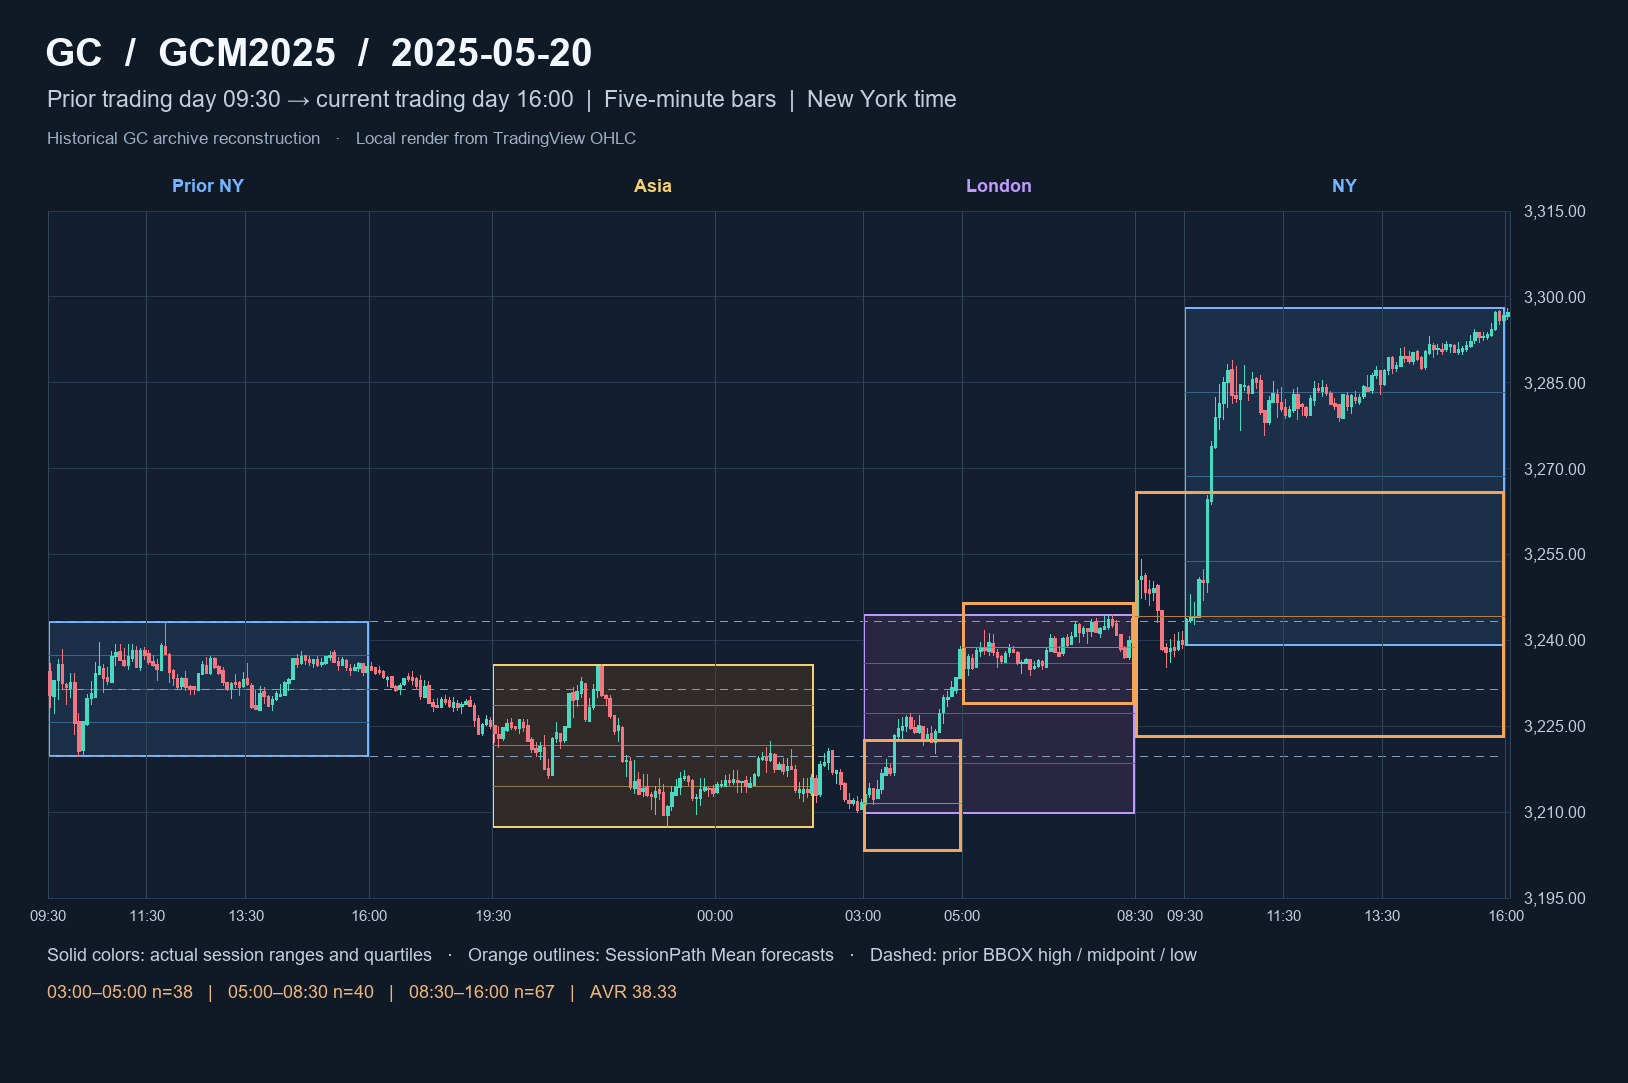 GC / GCM2025 / 2025-05-20
Prior trading day 09:30 → current trading day 16:00 | Five-minute bars | New York time
Historical GC archive reconstruction · Local render from TradingView OHLC
Prior NY Asia London NY
3,315.00
3,300.00
3,285.00
3,270.00
3,255.00
3,240.00
3,225.00
3,210.00
3,195.00
09:30 11:30 13:30 16:00 19:30 00:00 03:00 05:00 08:30 09:30 11:30 13:30 16:00
Solid colors: actual session ranges and quartiles · Orange outlines: SessionPath Mean forecasts · Dashed: prior BBOX high / midpoint / low
03:00–05:00 n=38 | 05:00–08:30 n=40 | 08:30–16:00 n=67 | AVR 38.33